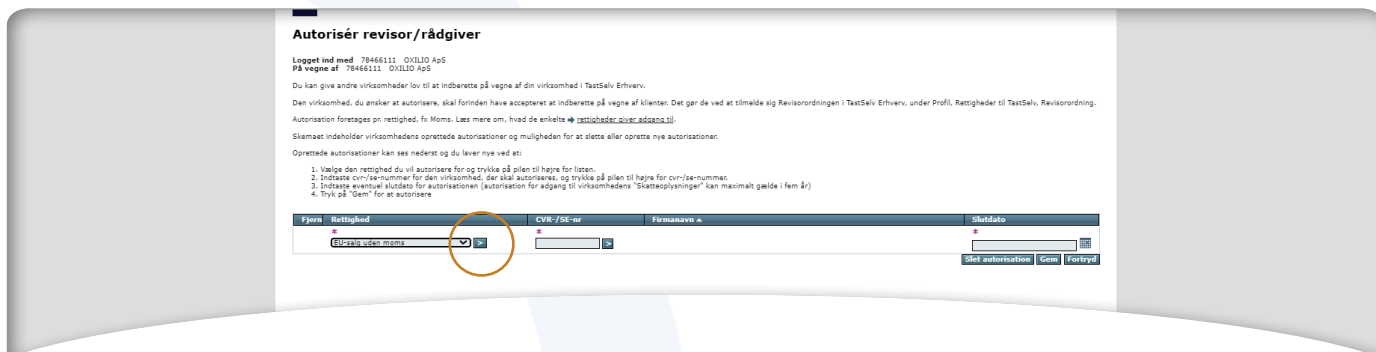 Autorisér revisor/rådgiver
Logget ind med 78466111 OXILIO ApS
På vegne af 78466111 OXILIO ApS
Du kan give andre virksomheder lov til at indberette på vegne af din virksomhed i TastSelv Erhverv.
Den virksomhed, du ønsker at autorisere, skal forinden have accepteret at indberette på vegne af klienter. Det gør de ved at tilmelde sig Revisorordningen i TastSelv Erhverv, under Profil, Rettigheder til TastSelv, Revisorordning.
Autorisation foretages pr. rettighed, fx Moms. Læs mere om, hvad de enkelte rettigheder giver adgang til.
Skemaet indeholder virksomhedens oprettede autorisationer og muligheden for at slette eller oprette nye autorisationer.
Oprettede autorisationer kan ses nederst og du laver nye ved at:
1. Vælge den rettighed du vil autorisere for og trykke på pilen til højre for listen.
2. Indtaste cvr-/se-nummer for den virksomhed, der skal autoriseres, og trykke på pilen til højre for cvr-/se-nummer.
3. Indtaste eventuel slutdato for autorisationen (autorisation for adgang til virksomhedens "Skatteoplysninger" kan maximalt gælde i fem år)
4. Tryk på "Gem" for at autorisere
Fjern Rettighed CVR-/SE-nr Firmanavn ▲ Slutdato
* * *
EU-salg uden moms > >
Slet autorisation Gem Fortryd